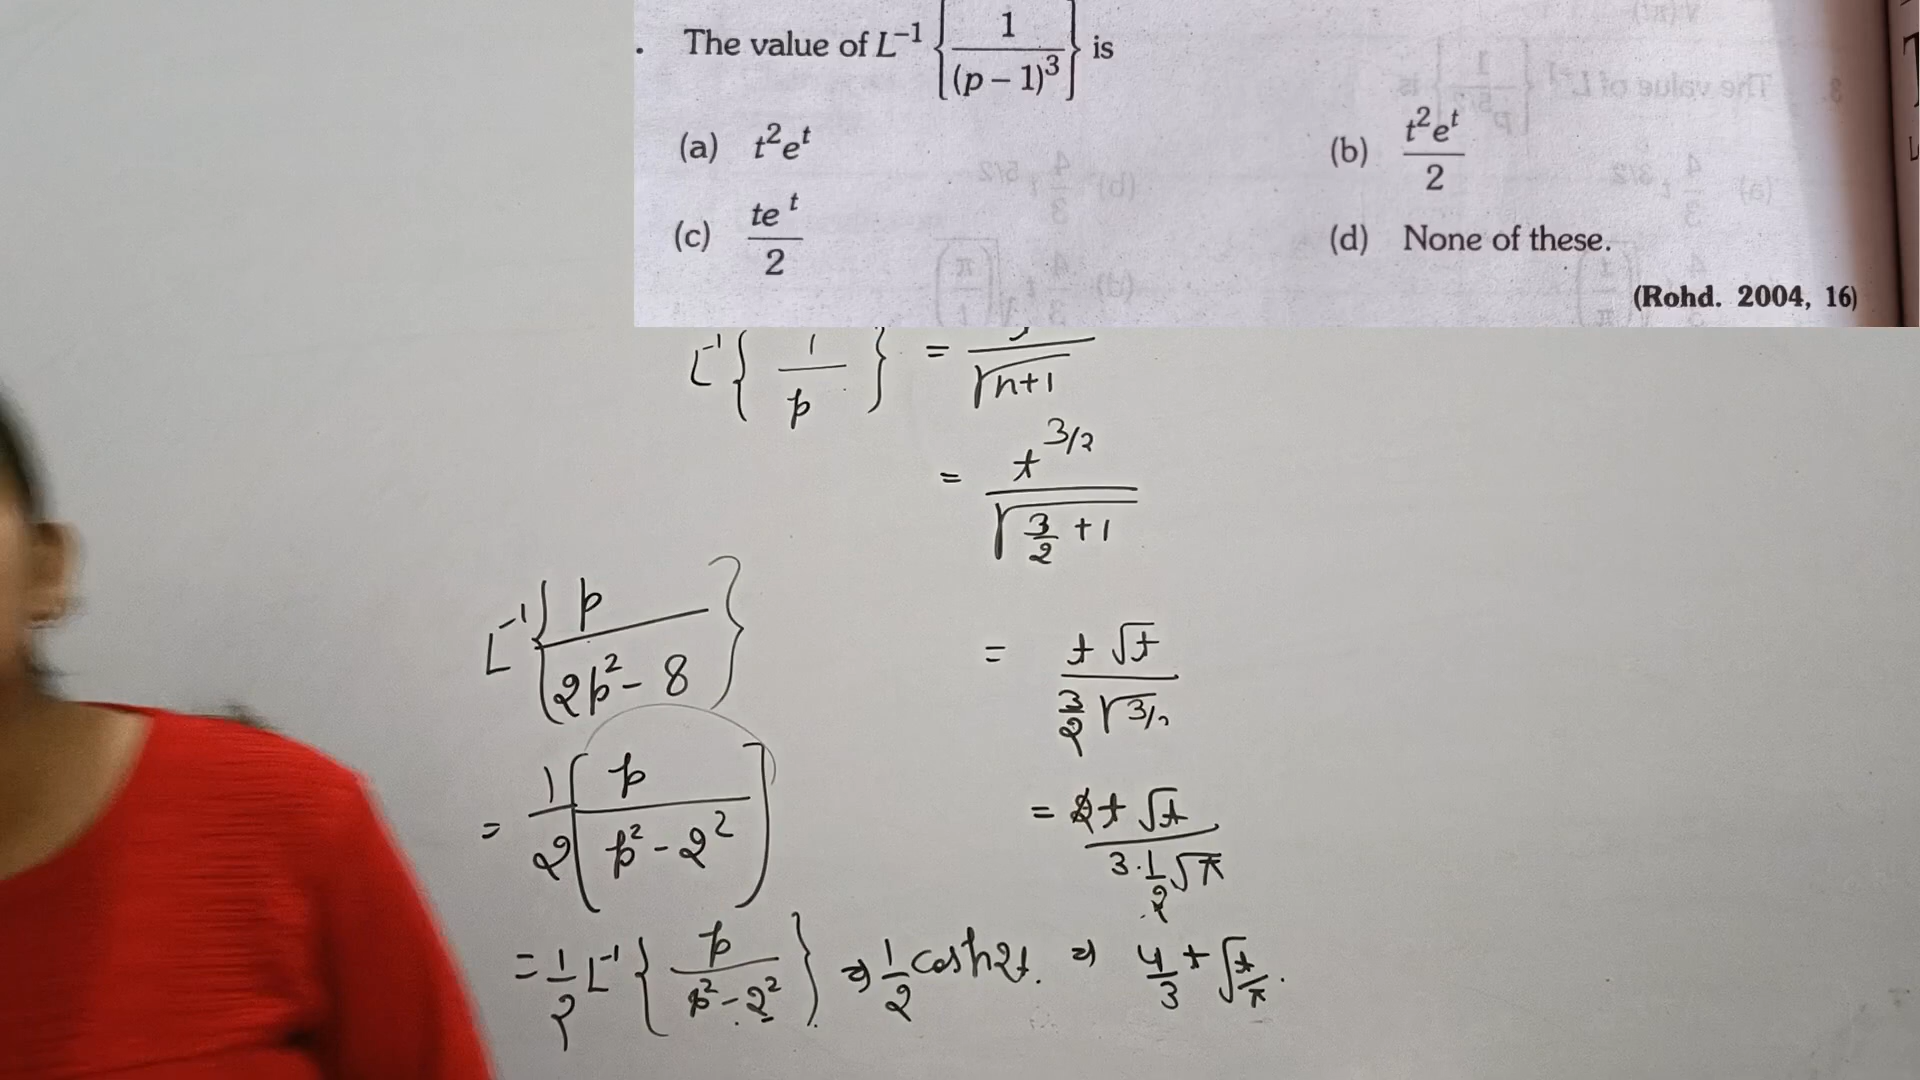 . The value of L⁻¹ {1/(p – 1)³} is
(a) t²eᵗ
(b) t²eᵗ/2
(c) teᵗ/2
(d) None of these.
(Rohd. 2004, 16)
L⁻¹ { 1/p } = /√n+1
= t^3/2 / √(3/2 + 1)
L⁻¹ { p / 2p² - 8 }
= t √t / 3/2 √3/2
= 1/2 [ p / p² - 2² ]
= 2t √t / 3·1/2 √π
= 1/2 L⁻¹ { p / p² - 2² } ⇒ 1/2 cosh2t. ⇒ 4/3 t √t/π.